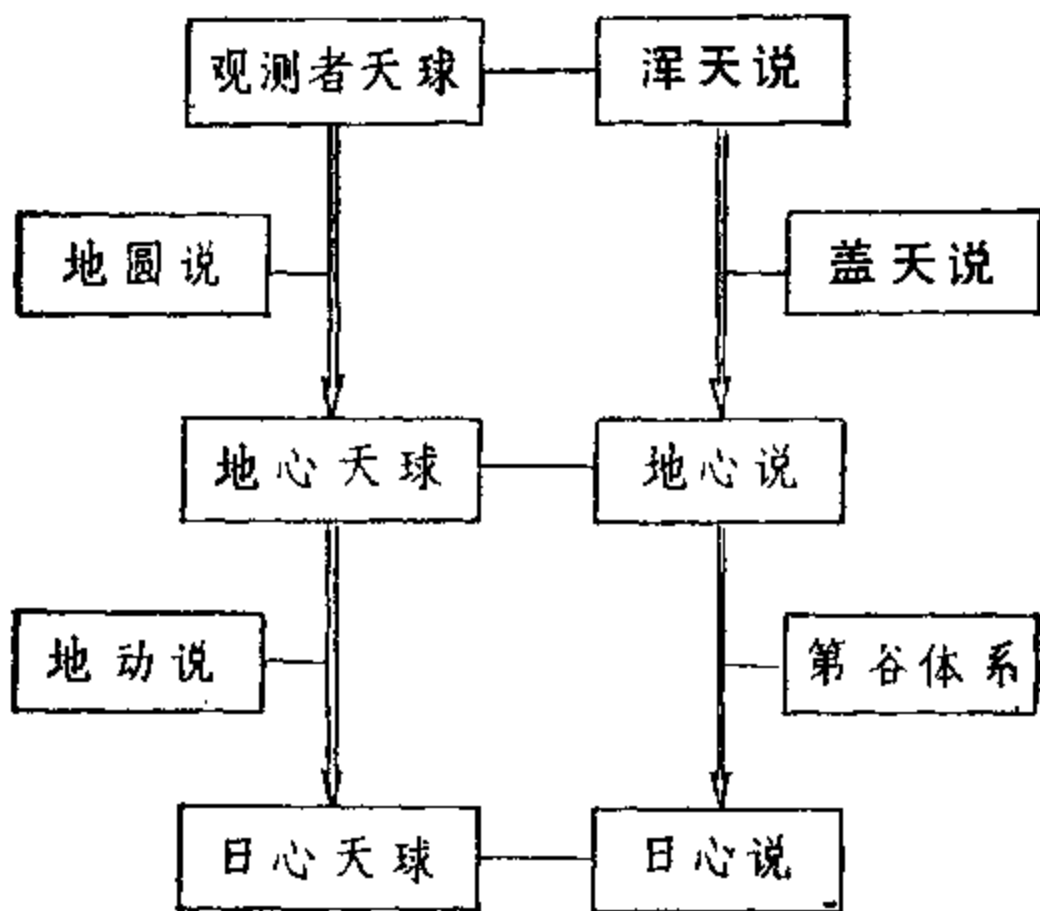 观测者天球
浑天说
地圆说
盖天说
地心天球
地心说
地动说
第谷体系
日心天球
日心说